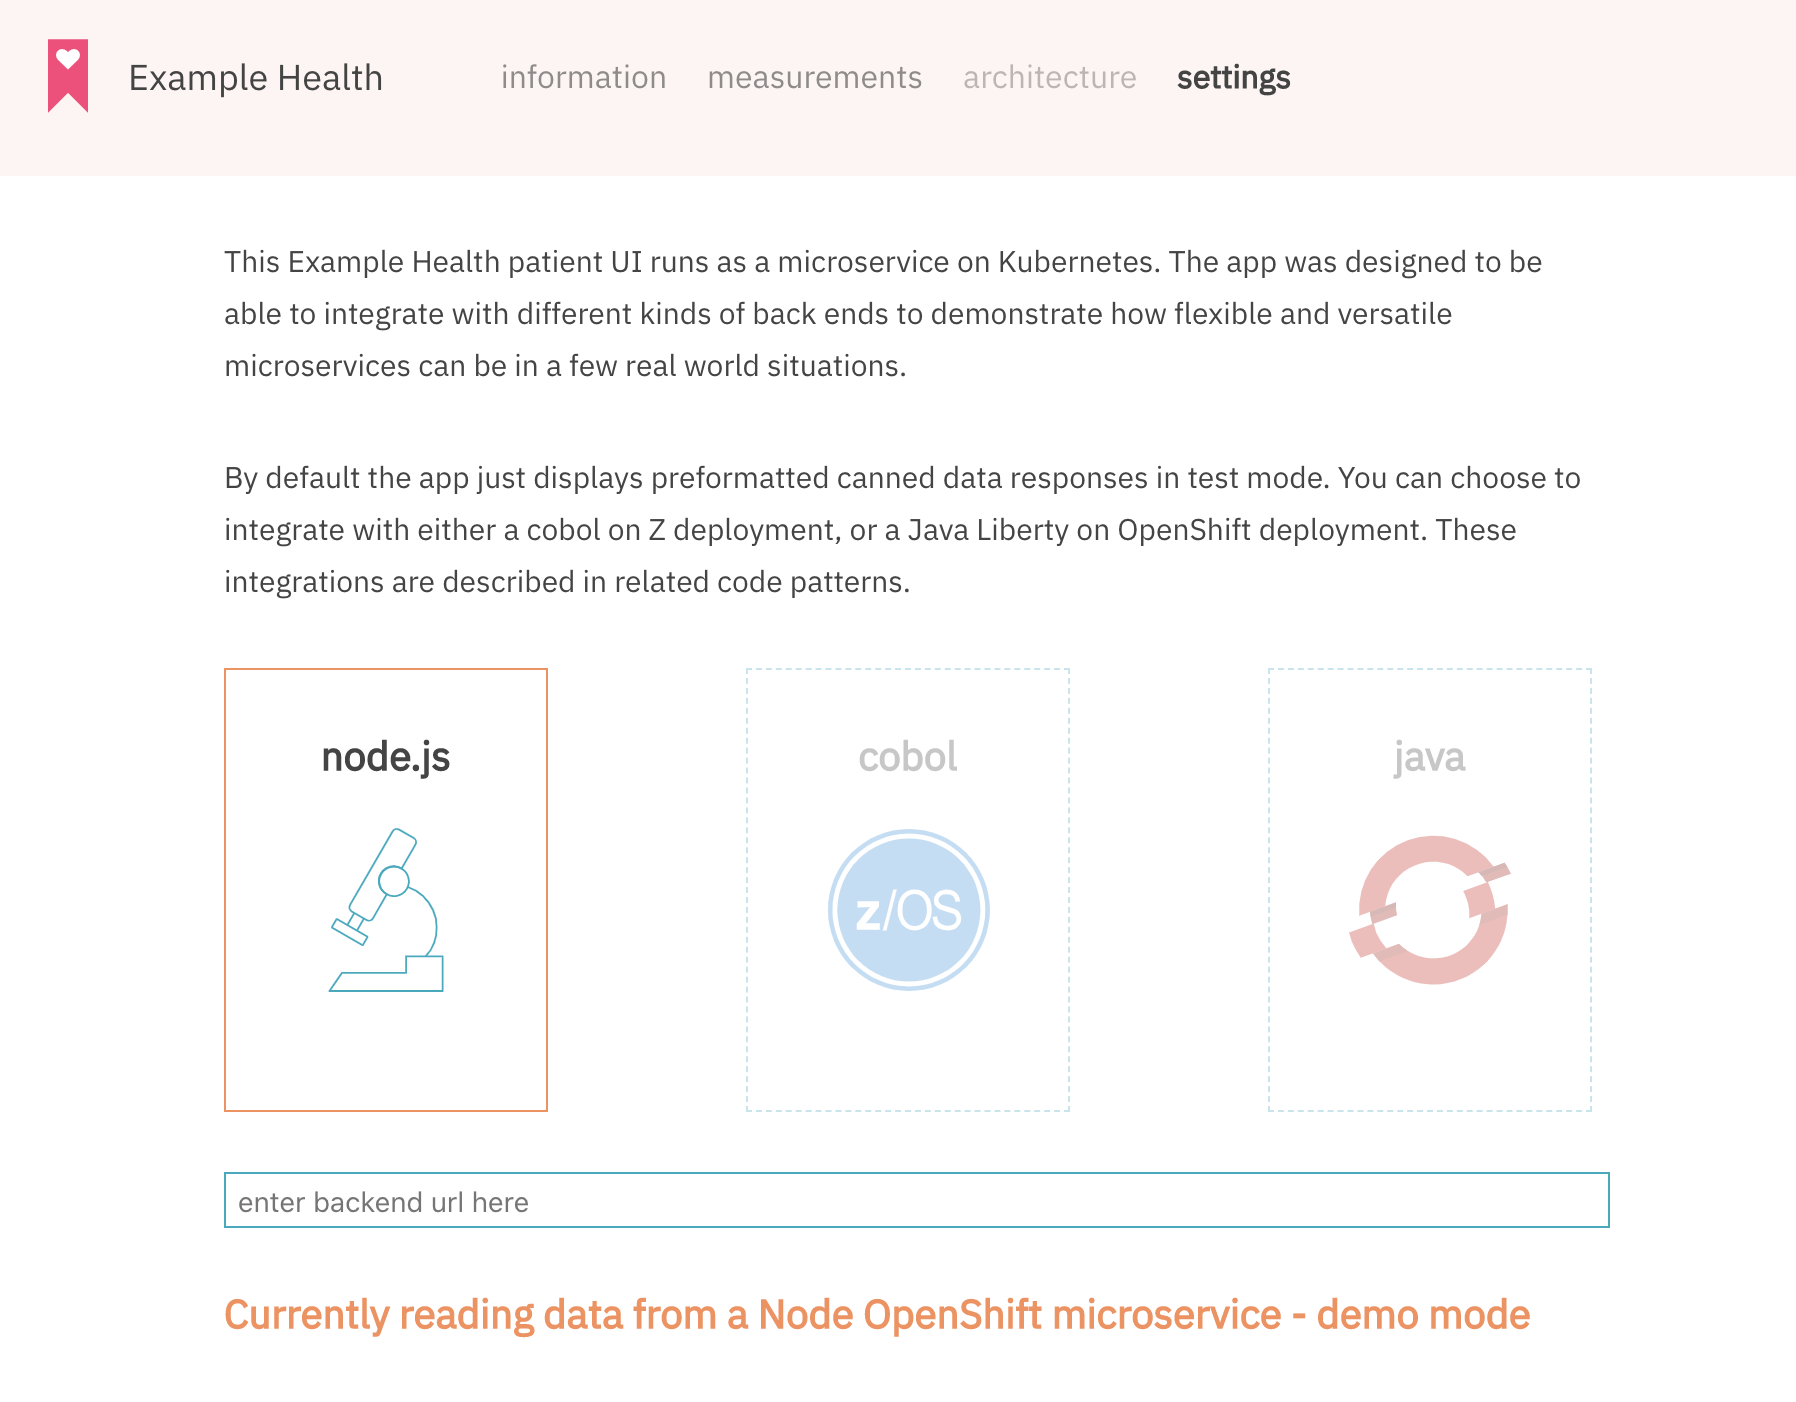 Example Health
information measurements architecture settings
This Example Health patient UI runs as a microservice on Kubernetes. The app was designed to be
able to integrate with different kinds of back ends to demonstrate how flexible and versatile
microservices can be in a few real world situations.
By default the app just displays preformatted canned data responses in test mode. You can choose to
integrate with either a cobol on Z deployment, or a Java Liberty on OpenShift deployment. These
integrations are described in related code patterns.
node.js
cobol
java
z/OS
enter backend url here
Currently reading data from a Node OpenShift microservice - demo mode